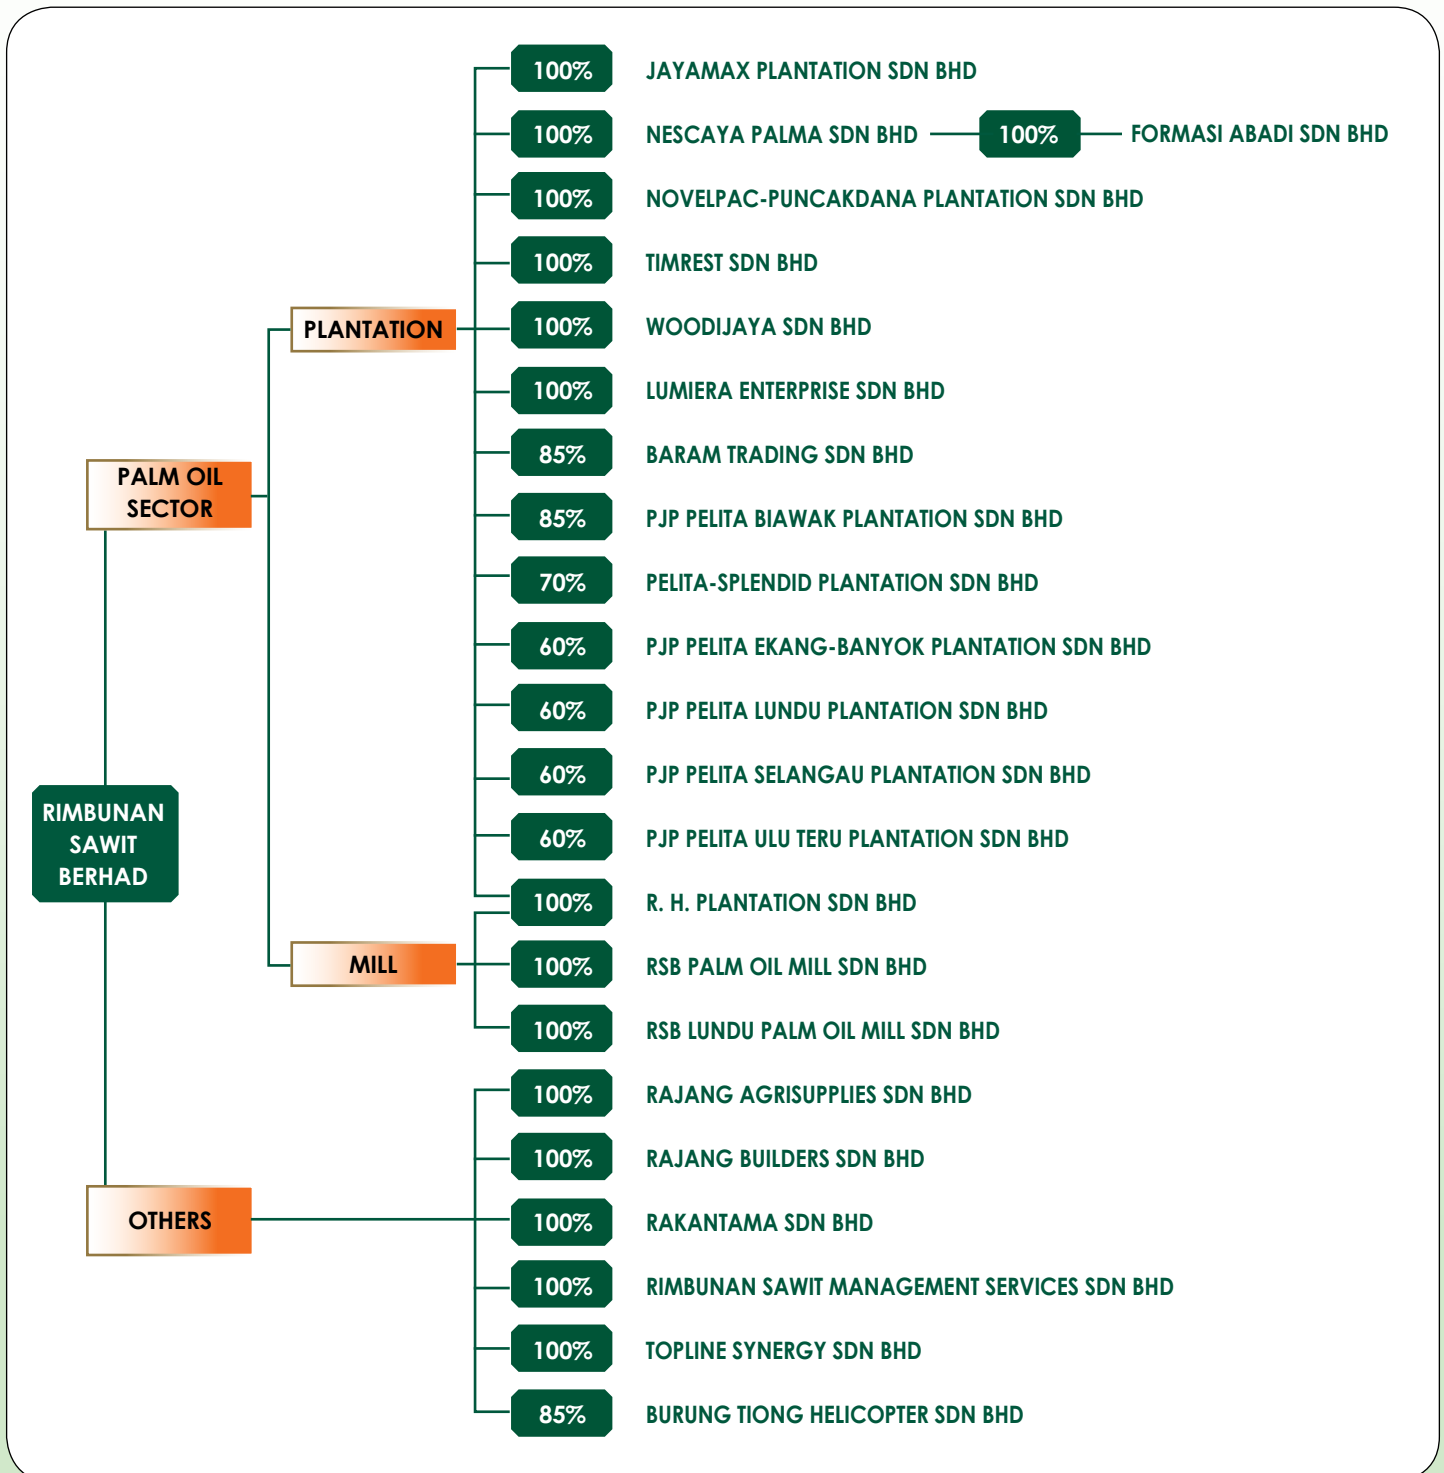 100% JAYAMAX PLANTATION SDN BHD
100% NESCAYA PALMA SDN BHD 100% FORMASI ABADI SDN BHD
100% NOVELPAC-PUNCAKDANA PLANTATION SDN BHD
100% TIMREST SDN BHD
PLANTATION 100% WOODIJAYA SDN BHD
100% LUMIERA ENTERPRISE SDN BHD
85% BARAM TRADING SDN BHD
PALM OIL
SECTOR
85% PJP PELITA BIAWAK PLANTATION SDN BHD
70% PELITA-SPLENDID PLANTATION SDN BHD
60% PJP PELITA EKANG-BANYOK PLANTATION SDN BHD
60% PJP PELITA LUNDU PLANTATION SDN BHD
60% PJP PELITA SELANGAU PLANTATION SDN BHD
RIMBUNAN
SAWIT
BERHAD
60% PJP PELITA ULU TERU PLANTATION SDN BHD
100% R. H. PLANTATION SDN BHD
MILL 100% RSB PALM OIL MILL SDN BHD
100% RSB LUNDU PALM OIL MILL SDN BHD
100% RAJANG AGRISUPPLIES SDN BHD
100% RAJANG BUILDERS SDN BHD
OTHERS 100% RAKANTAMA SDN BHD
100% RIMBUNAN SAWIT MANAGEMENT SERVICES SDN BHD
100% TOPLINE SYNERGY SDN BHD
85% BURUNG TIONG HELICOPTER SDN BHD